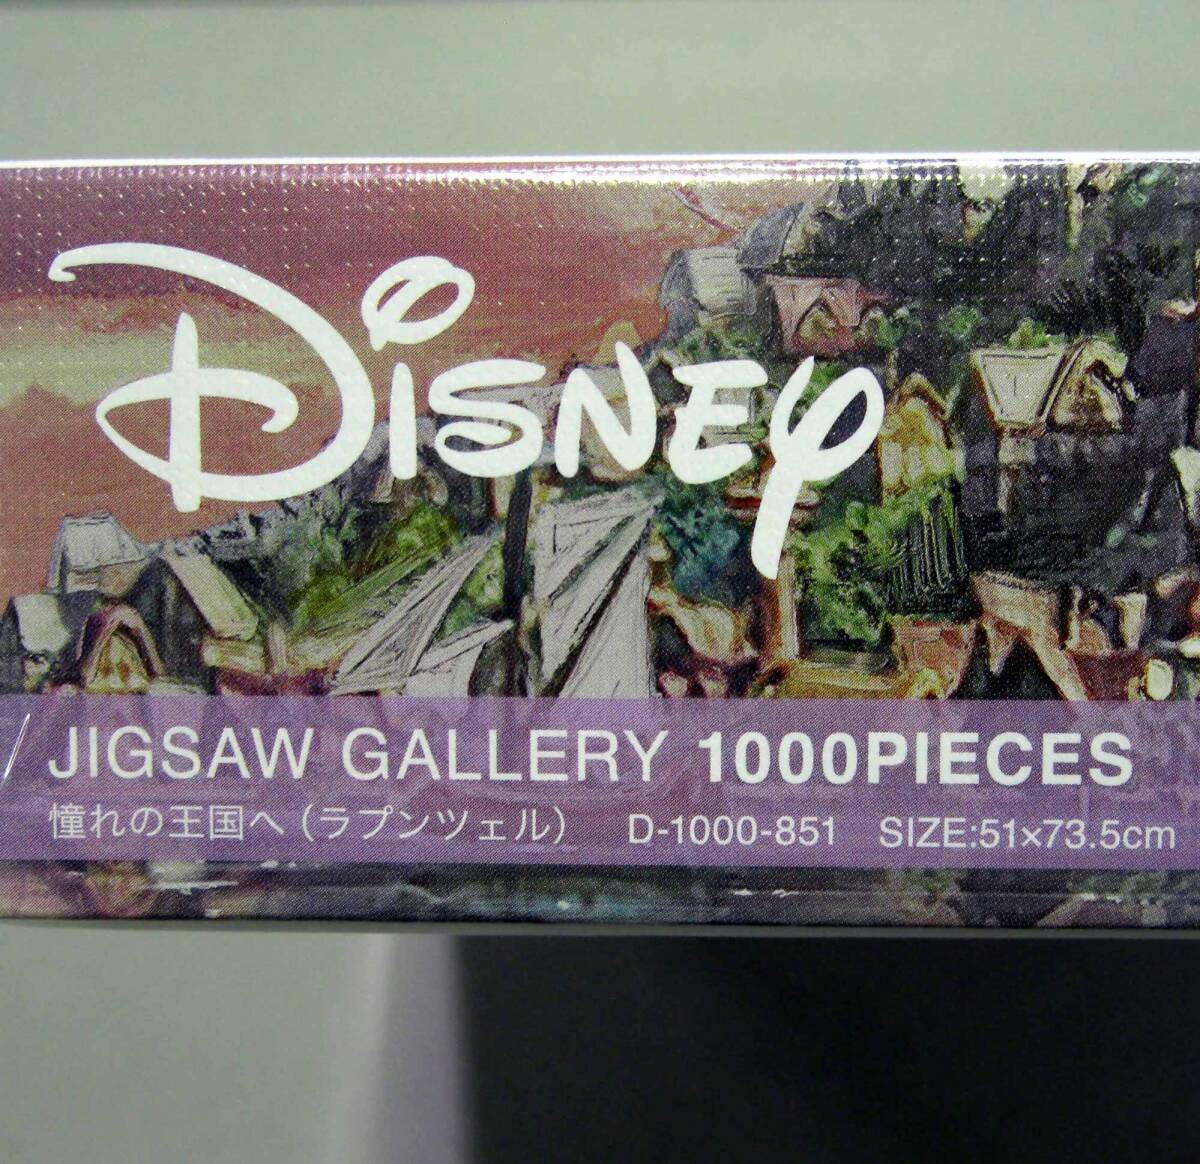 Disney
JIGSAW GALLERY 1000PIECES
憧れの王国へ（ラプンツェル） D-1000-851 SIZE:51×73.5cm